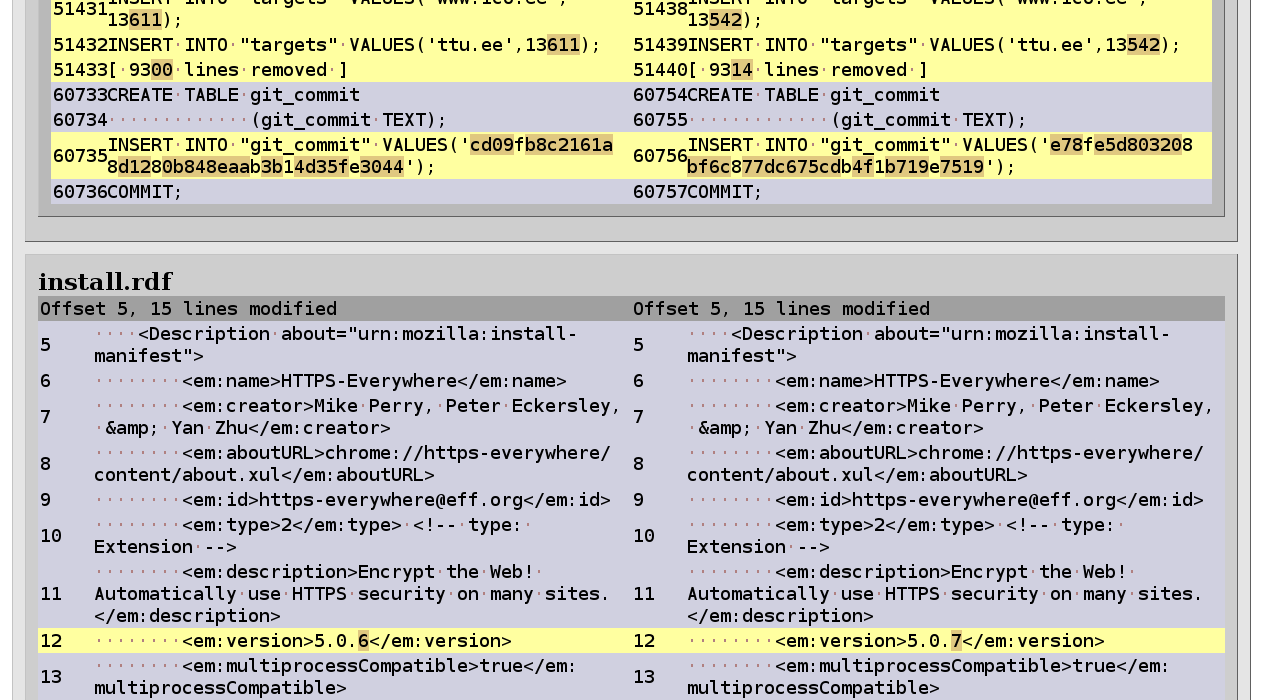 51431INSERT INTO "targets" VALUES('www.ico.ee',
13611);
51438INSERT INTO "targets" VALUES('www.ico.ee',
13542);
51432INSERT INTO "targets" VALUES('ttu.ee',13611);
51439INSERT INTO "targets" VALUES('ttu.ee',13542);
51433[ 9300 lines removed ]
51440[ 9314 lines removed ]
60733CREATE TABLE git_commit
60754CREATE TABLE git_commit
60734 (git_commit TEXT);
60755 (git_commit TEXT);
60735INSERT INTO "git_commit" VALUES('cd09fb8c2161a
8d1280b848eaab3b14d35fe3044');
60756INSERT INTO "git_commit" VALUES('e78fe5d803208
bf6c877dc675cdb4f1b719e7519');
60736COMMIT;
60757COMMIT;
install.rdf
Offset 5, 15 lines modified
Offset 5, 15 lines modified
5 <Description about="urn:mozilla:install-
manifest">
5 <Description about="urn:mozilla:install-
manifest">
6 <em:name>HTTPS-Everywhere</em:name>
6 <em:name>HTTPS-Everywhere</em:name>
7 <em:creator>Mike Perry, Peter Eckersley,
&amp; Yan Zhu</em:creator>
7 <em:creator>Mike Perry, Peter Eckersley,
&amp; Yan Zhu</em:creator>
8 <em:aboutURL>chrome://https-everywhere/
content/about.xul</em:aboutURL>
8 <em:aboutURL>chrome://https-everywhere/
content/about.xul</em:aboutURL>
9 <em:id>https-everywhere@eff.org</em:id>
9 <em:id>https-everywhere@eff.org</em:id>
10 <em:type>2</em:type> <!-- type:
Extension -->
10 <em:type>2</em:type> <!-- type:
Extension -->
11 <em:description>Encrypt the Web!
Automatically use HTTPS security on many sites.
</em:description>
11 <em:description>Encrypt the Web!
Automatically use HTTPS security on many sites.
</em:description>
12 <em:version>5.0.6</em:version>
12 <em:version>5.0.7</em:version>
13 <em:multiprocessCompatible>true</em:
multiprocessCompatible>
13 <em:multiprocessCompatible>true</em:
multiprocessCompatible>